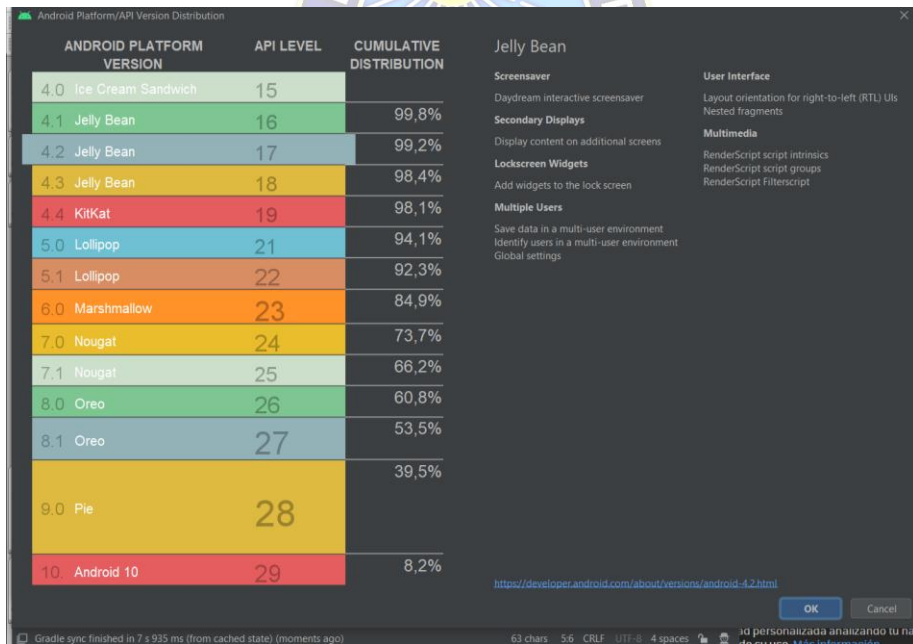 Android Platform/API Version Distribution
ANDROID PLATFORM VERSION API LEVEL CUMULATIVE DISTRIBUTION
4.0 Ice Cream Sandwich 15
4.1 Jelly Bean 16 99,8%
4.2 Jelly Bean 17 99,2%
4.3 Jelly Bean 18 98,4%
4.4 KitKat 19 98,1%
5.0 Lollipop 21 94,1%
5.1 Lollipop 22 92,3%
6.0 Marshmallow 23 84,9%
7.0 Nougat 24 73,7%
7.1 Nougat 25 66,2%
8.0 Oreo 26 60,8%
8.1 Oreo 27 53,5%
9.0 Pie 28 39,5%
10. Android 10 29 8,2%
Jelly Bean
Screensaver
Daydream interactive screensaver
Secondary Displays
Display content on additional screens
Lockscreen Widgets
Add widgets to the lock screen
Multiple Users
Save data in a multi-user environment
Identify users in a multi-user environment
Global settings
User Interface
Layout orientation for right-to-left (RTL) UIs
Nested fragments
Multimedia
RenderScript script intrinsics
RenderScript script groups
RenderScript Filterscript
https://developer.android.com/about/versions/android-4.2.html
OK Cancel
Gradle sync finished in 7 s 935 ms (from cached state) (moments ago) 63 chars 5:6 CRLF UTF-8 4 spaces
personalizada analizando tu
de su uso. Más información